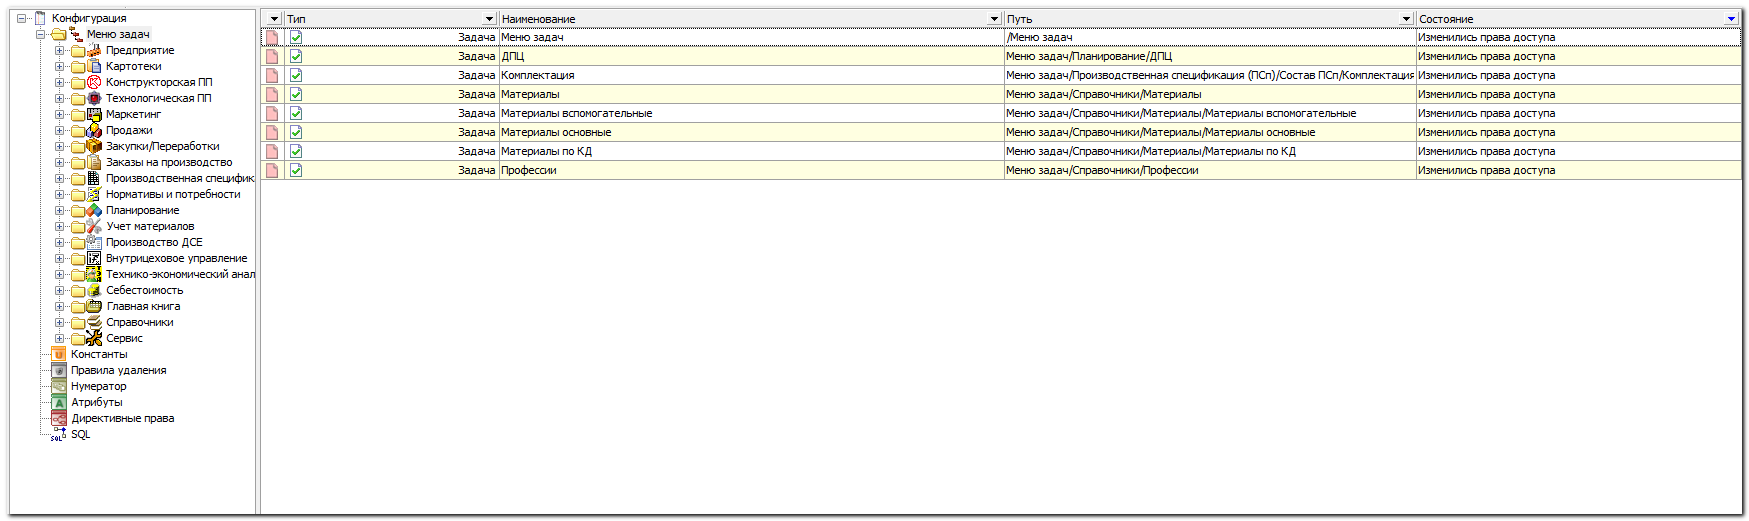 Конфигурация
Меню задач
Предприятие
Картотеки
Конструкторская ПП
Технологическая ПП
Маркетинг
Продажи
Закупки/Переработки
Заказы на производство
Производственная специфик
Нормативы и потребности
Планирование
Учет материалов
Производство ДСЕ
Внутрицеховое управление
Технико-экономический анал
Себестоимость
Главная книга
Справочники
Сервис
Константы
Правила удаления
Нумератор
Атрибуты
Директивные права
SQL
Тип Наименование Путь Состояние
Задача Меню задач /Меню задач Изменились права доступа
Задача ДПЦ Меню задач/Планирование/ДПЦ Изменились права доступа
Задача Комплектация Меню задач/Производственная спецификация (ПСп)/Состав ПСп/Комплектация Изменились права доступа
Задача Материалы Меню задач/Справочники/Материалы Изменились права доступа
Задача Материалы вспомогательные Меню задач/Справочники/Материалы/Материалы вспомогательные Изменились права доступа
Задача Материалы основные Меню задач/Справочники/Материалы/Материалы основные Изменились права доступа
Задача Материалы по КД Меню задач/Справочники/Материалы/Материалы по КД Изменились права доступа
Задача Профессии Меню задач/Справочники/Профессии Изменились права доступа